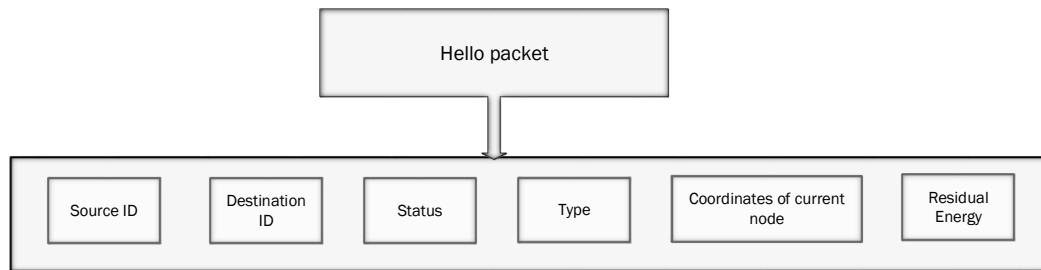 Hello packet
Source ID
Destination
ID
Status
Type
Coordinates of current
node
Residual
Energy